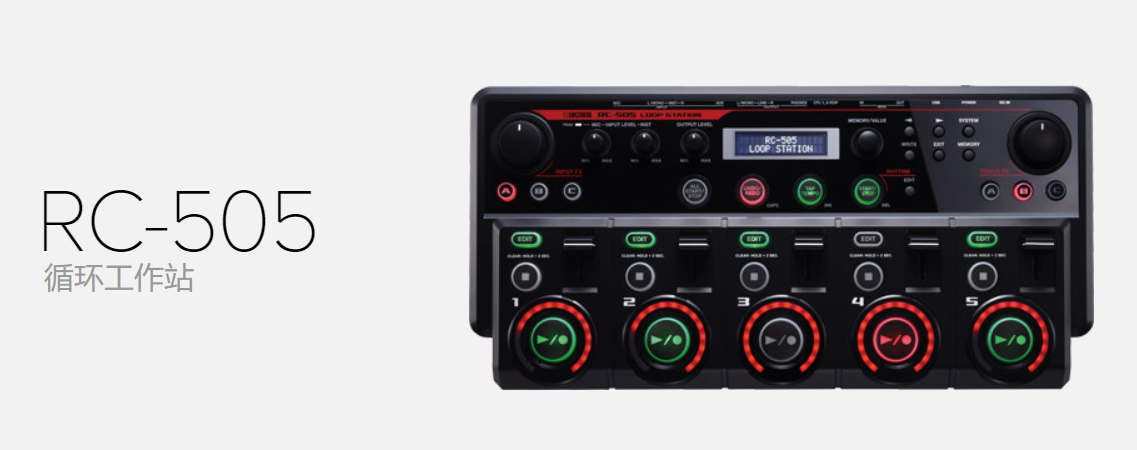 RC-505
循环工作站
BOSS RC-505 LOOP STATION
INPUT LEVEL
OUTPUT LEVEL
MEMORY/VALUE
SYSTEM
WRITE
EXIT
MEMORY
RC-505
LOOP STATION
INPUT FX
RHYTHM
TRACK FX
A B C
ALL START/STOP
UNDO/REDO
TAP TEMPO
START/STOP
EDIT
A B C
EDIT EDIT EDIT EDIT EDIT
1 2 3 4 5